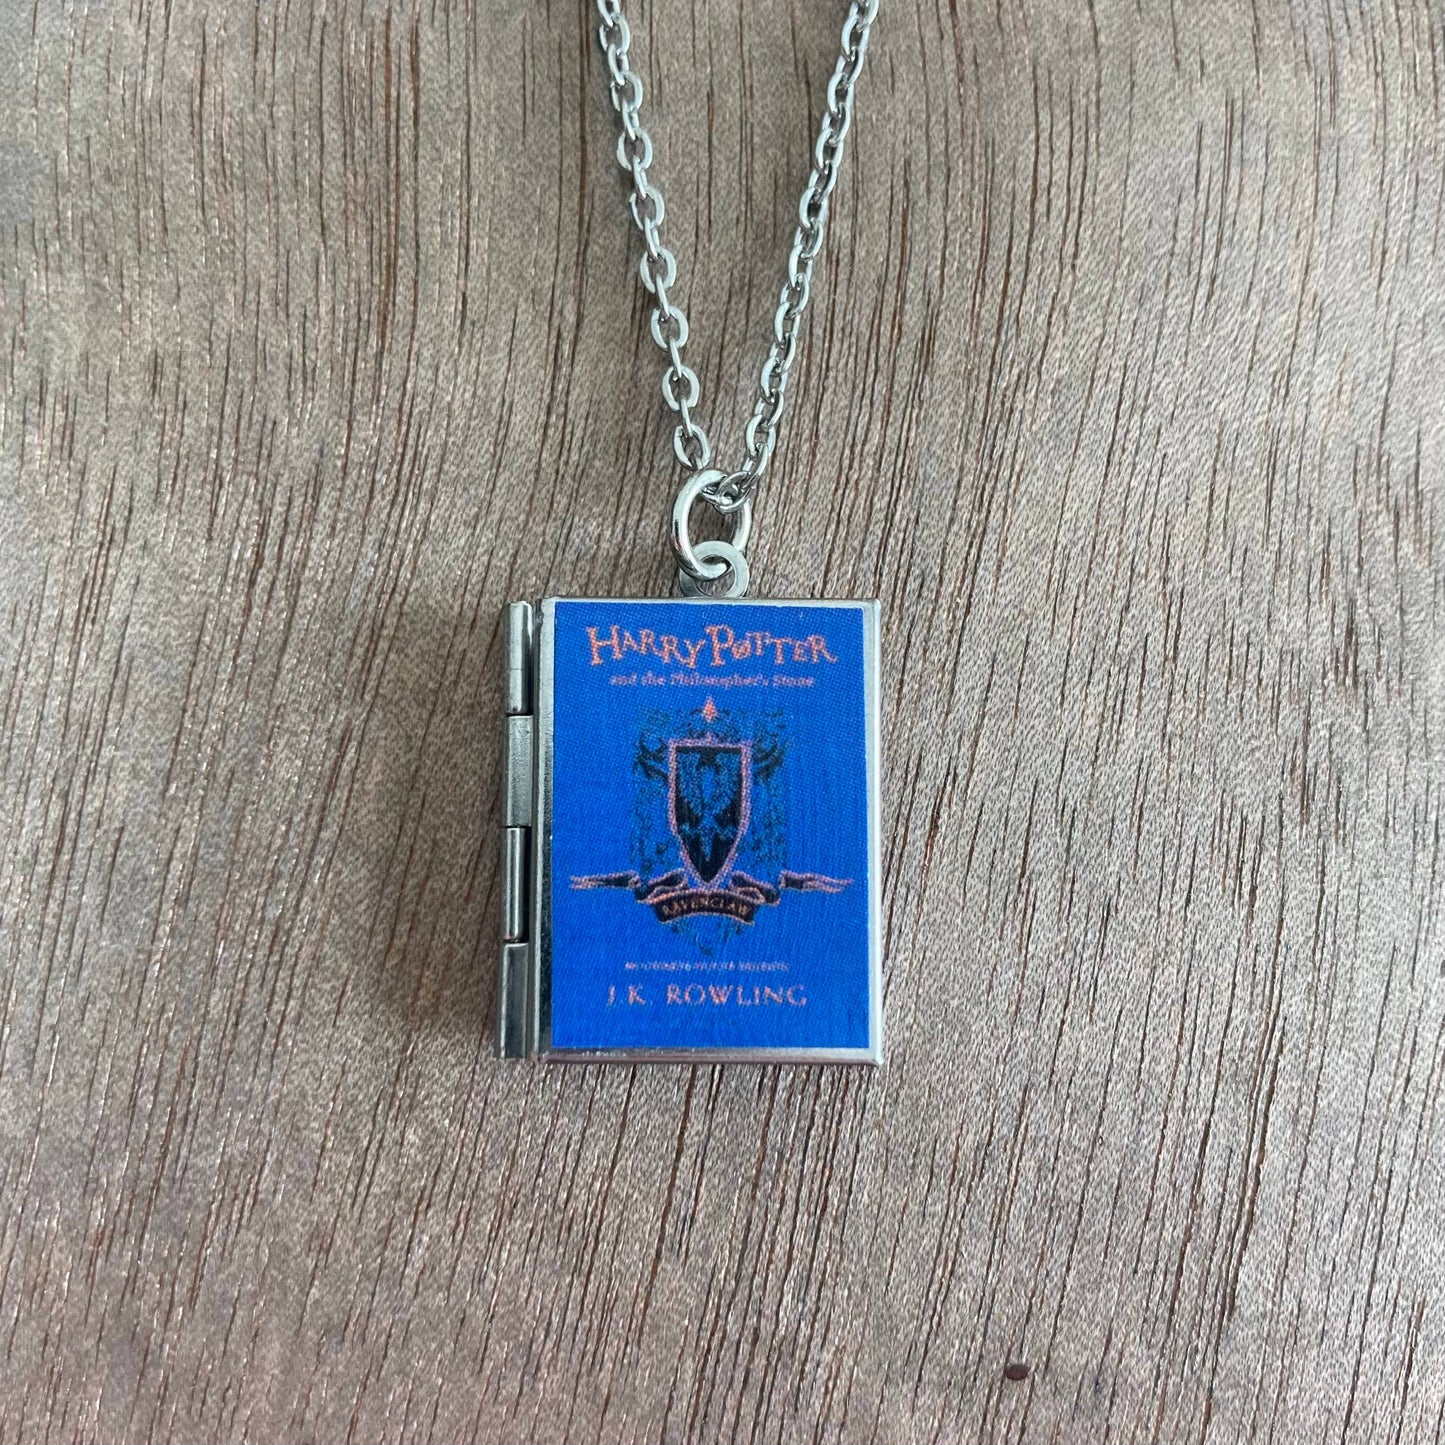 HARRY POTTER
and the Philosopher's Stone
RAVENCLAW
J.K. ROWLING